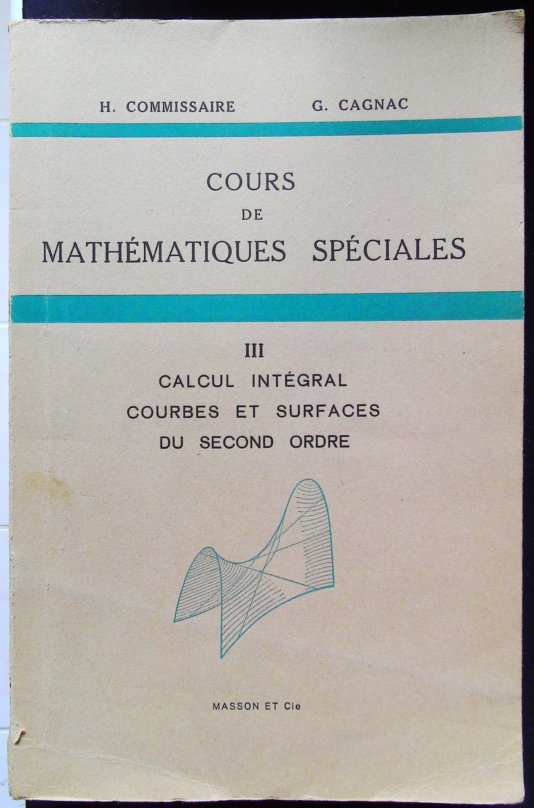 H. COMMISSAIRE G. CAGNAC
COURS
DE
MATHÉMATIQUES SPÉCIALES
III
CALCUL INTÉGRAL
COURBES ET SURFACES
DU SECOND ORDRE
MASSON ET Cie